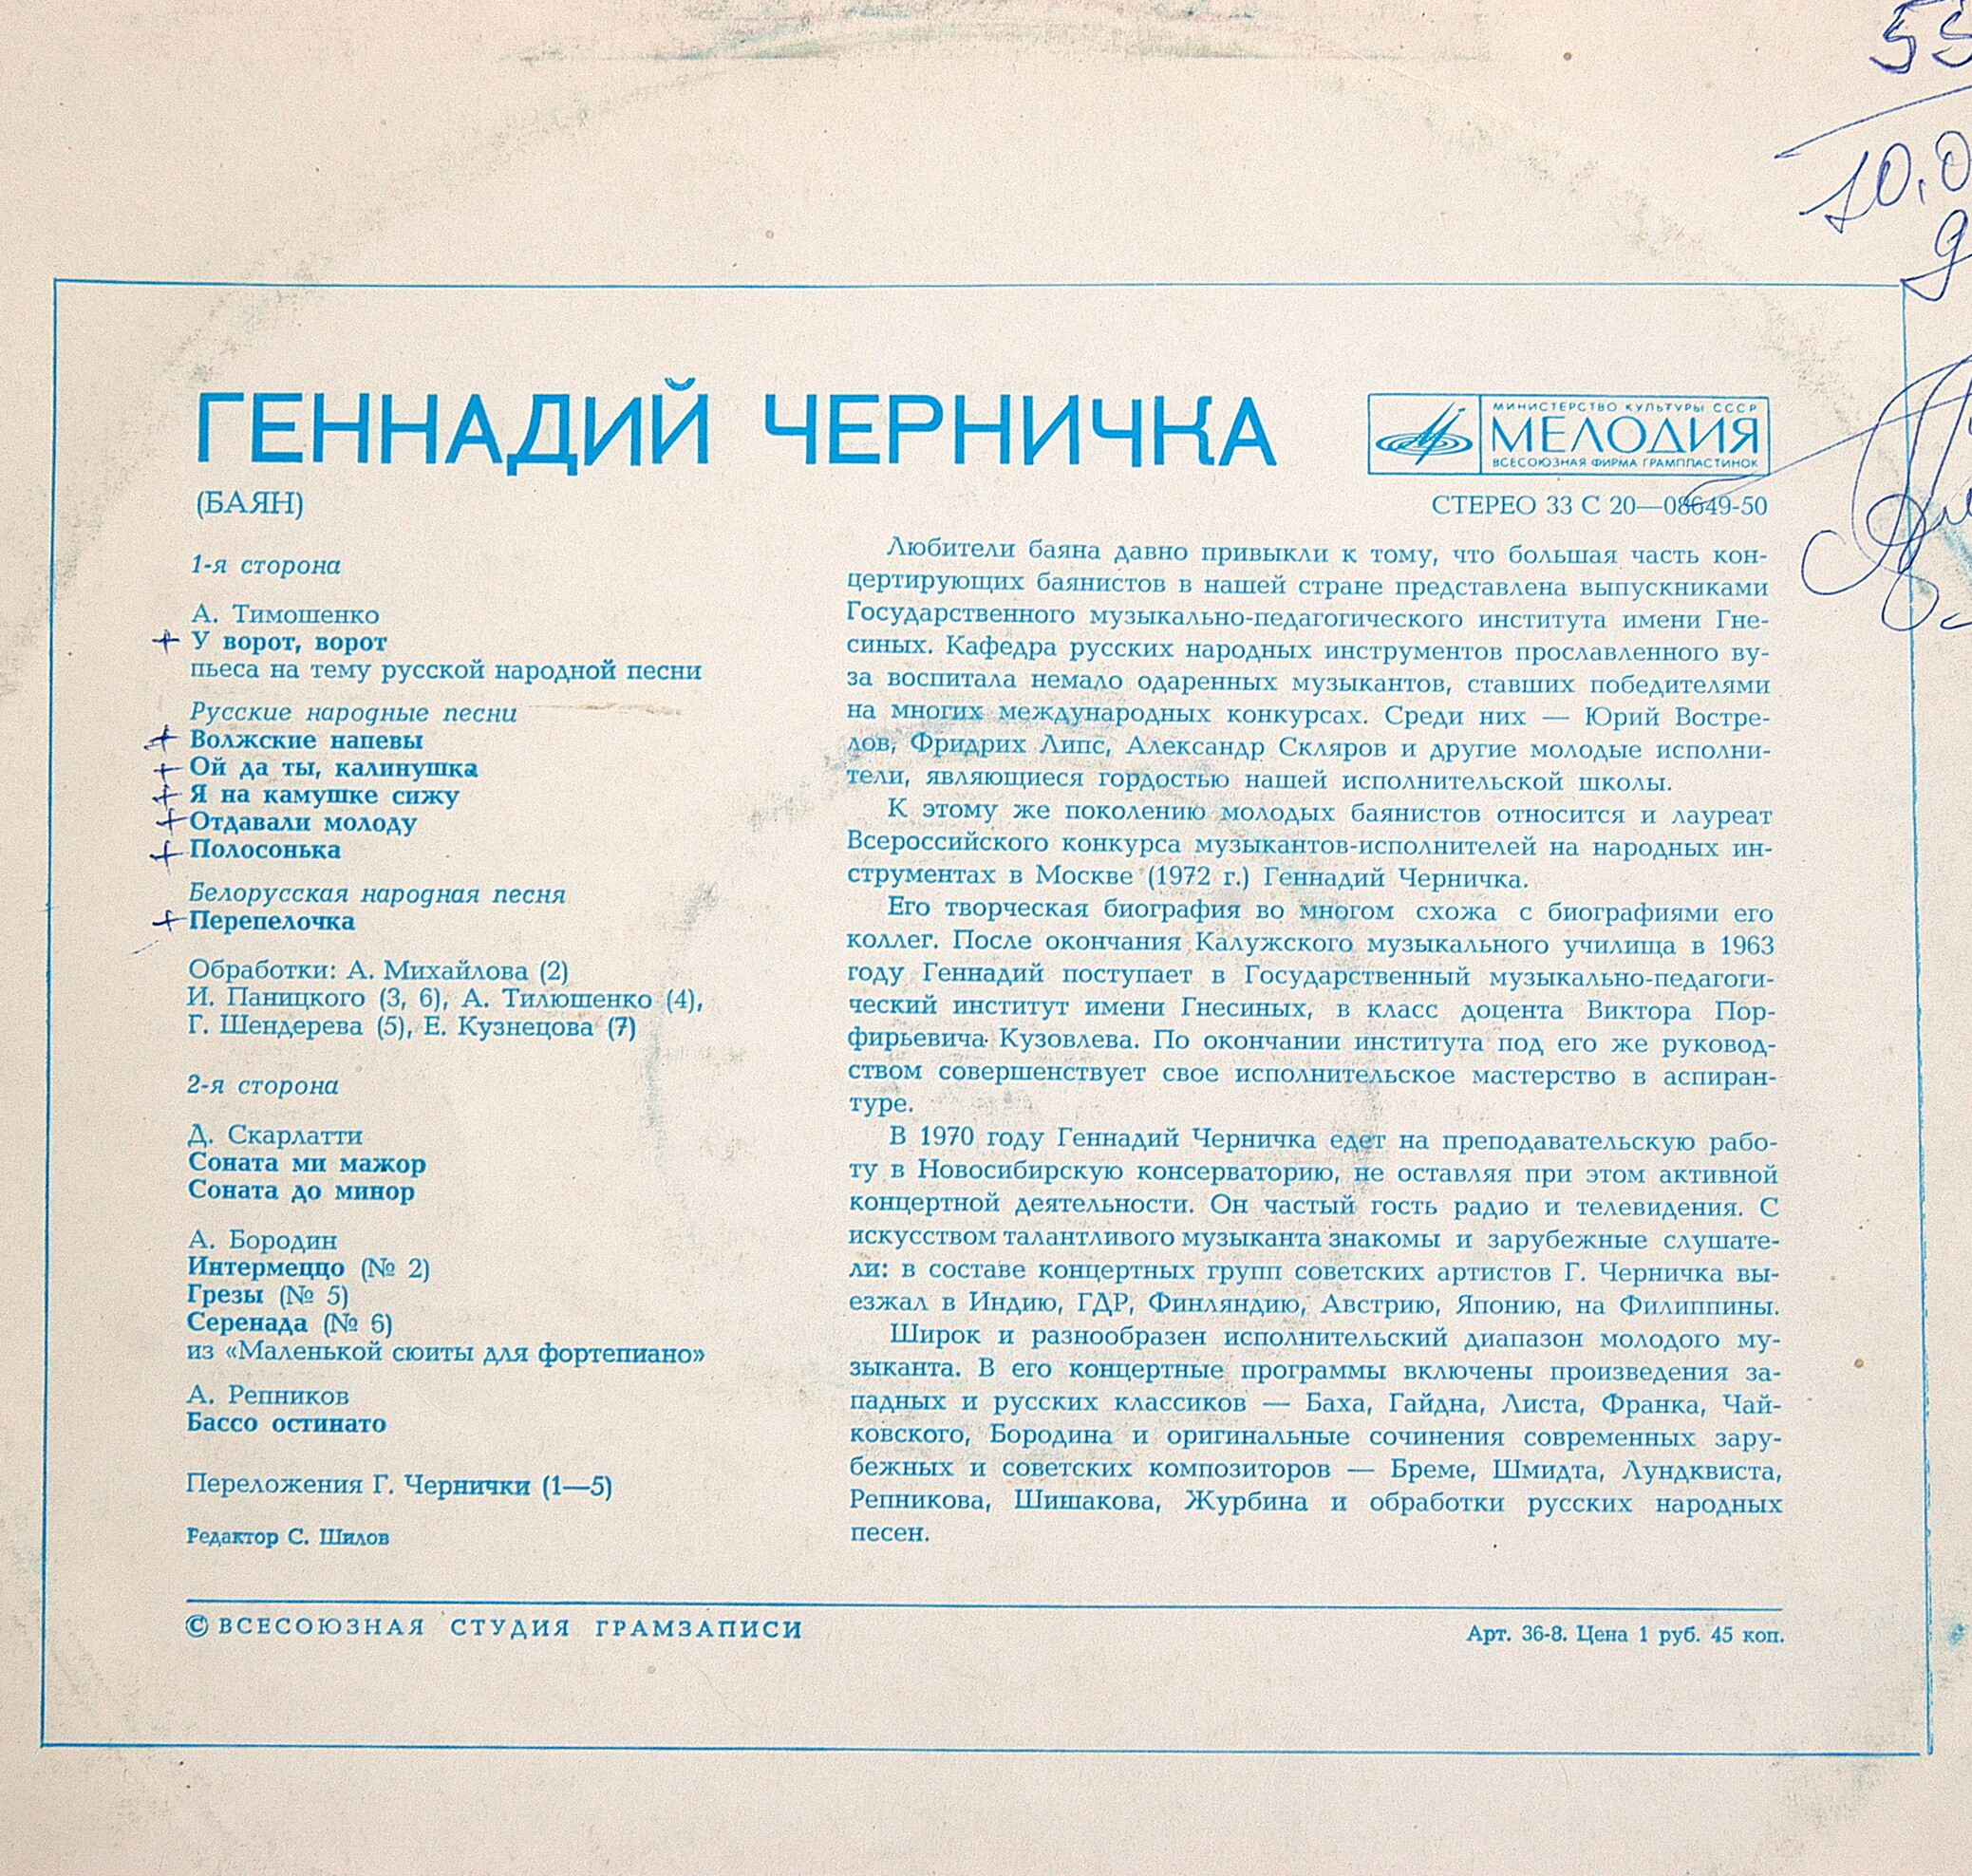 55
10,0
9
ГЕННАДИЙ ЧЕРНИЧКА
МИНИСТЕРСТВО КУЛЬТУРЫ СССР
МЕЛОДИЯ
ВСЕСОЮЗНАЯ ФИРМА ГРАМПЛАСТИНОК
(БАЯН)
СТЕРЕО 33 С 20—08649-50
1-я сторона
А. Тимошенко
+ У ворот, ворот
пьеса на тему русской народной песни
Русские народные песни
+ Волжские напевы
+ Ой да ты, калинушка
+ Я на камушке сижу
+ Отдавали молоду
+ Полосонька
Белорусская народная песня
+ Перепелочка
Обработки: А. Михайлова (2)
И. Паницкого (3, 6), А. Тилюшенко (4),
Г. Шендерева (5), Е. Кузнецова (7)
2-я сторона
Д. Скарлатти
Соната ми мажор
Соната до минор
А. Бородин
Интермеццо (№ 2)
Грезы (№ 5)
Серенада (№ 6)
из «Маленькой сюиты для фортепиано»
А. Репников
Бассо остинато
Переложения Г. Чернички (1—5)
Редактор С. Шилов
Любители баяна давно привыкли к тому, что большая часть кон-
цертирующих баянистов в нашей стране представлена выпускниками
Государственного музыкально-педагогического института имени Гне-
синых. Кафедра русских народных инструментов прославленного ву-
за воспитала немало одаренных музыкантов, ставших победителями
на многих международных конкурсах. Среди них — Юрий Востре-
лов, Фридрих Липс, Александр Скляров и другие молодые исполни-
тели, являющиеся гордостью нашей исполнительской школы.
К этому же поколению молодых баянистов относится и лауреат
Всероссийского конкурса музыкантов-исполнителей на народных ин-
струментах в Москве (1972 г.) Геннадий Черничка.
Его творческая биография во многом схожа с биографиями его
коллег. После окончания Калужского музыкального училища в 1963
году Геннадий поступает в Государственный музыкально-педагоги-
ческий институт имени Гнесиных, в класс доцента Виктора Пор-
фирьевича Кузовлева. По окончании института под его же руковод-
ством совершенствует свое исполнительское мастерство в аспиран-
туре.
В 1970 году Геннадий Черничка едет на преподавательскую рабо-
ту в Новосибирскую консерваторию, не оставляя при этом активной
концертной деятельности. Он частый гость радио и телевидения. С
искусством талантливого музыканта знакомы и зарубежные слушате-
ли: в составе концертных групп советских артистов Г. Черничка вы-
езжал в Индию, ГДР, Финляндию, Австрию, Японию, на Филиппины.
Широк и разнообразен исполнительский диапазон молодого му-
зыканта. В его концертные программы включены произведения за-
падных и русских классиков — Баха, Гайдна, Листа, Франка, Чай-
ковского, Бородина и оригинальные сочинения современных зару-
бежных и советских композиторов — Бреме, Шмидта, Лундквиста,
Репникова, Шишакова, Журбина и обработки русских народных
песен.
© ВСЕСОЮЗНАЯ СТУДИЯ ГРАМЗАПИСИ
Арт. 36-8. Цена 1 руб. 45 коп.